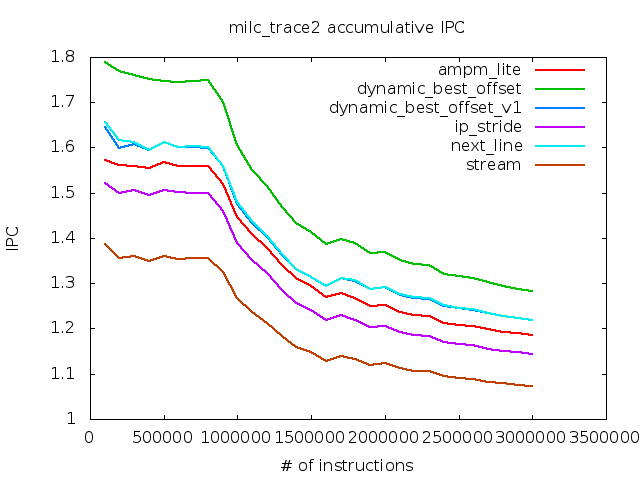 milc_trace2 accumulative IPC
1.8
1.7
1.6
1.5
1.4
1.3
1.2
1.1
1
IPC
ampm_lite
dynamic_best_offset
dynamic_best_offset_v1
ip_stride
next_line
stream
0 500000 1000000 1500000 2000000 2500000 3000000 3500000
# of instructions